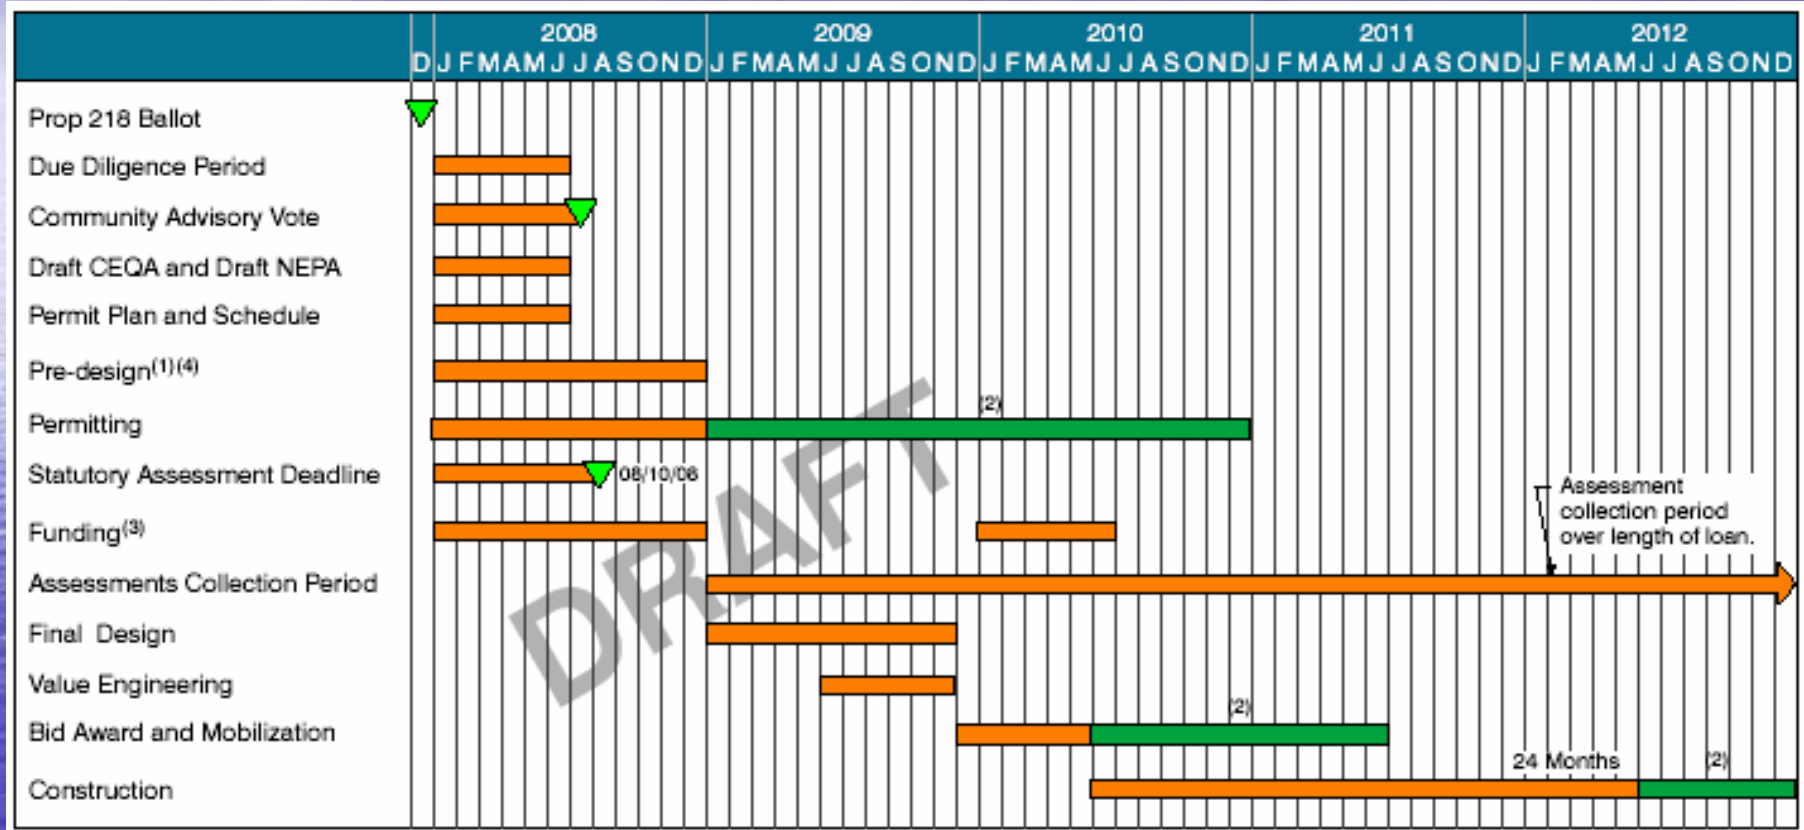 2008 2009 2010 2011 2012
D J F M A M J J A S O N D J F M A M J J A S O N D J F M A M J J A S O N D J F M A M J J A S O N D J F M A M J J A S O N D
Prop 218 Ballot
Due Diligence Period
Community Advisory Vote
Draft CEQA and Draft NEPA
Permit Plan and Schedule
Pre-design(1)(4)
(2)
Permitting
Statutory Assessment Deadline 08/10/08
Assessment
collection period
over length of loan.
Funding(3)
Assessments Collection Period
Final Design
Value Engineering
(2)
Bid Award and Mobilization
24 Months (2)
Construction
DRAFT